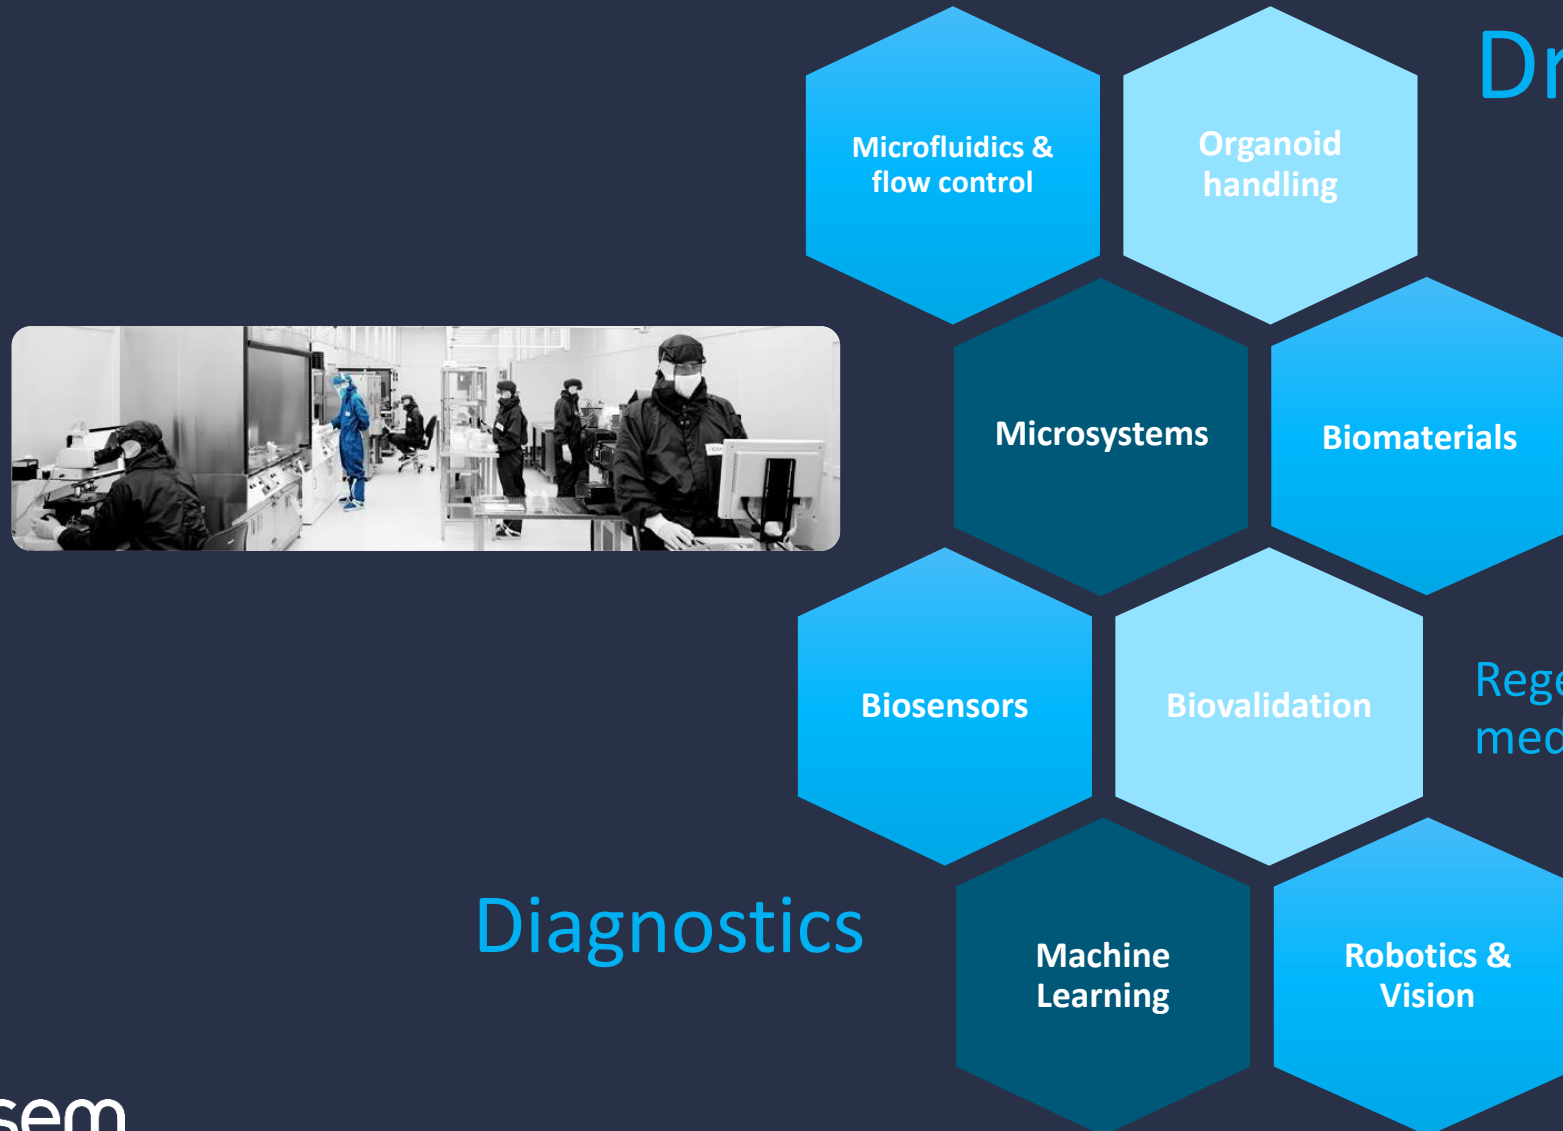 Microfluidics &
flow control
Organoid
handling
Microsystems
Biomaterials
Biosensors
Biovalidation
Diagnostics
Machine
Learning
Robotics &
Vision